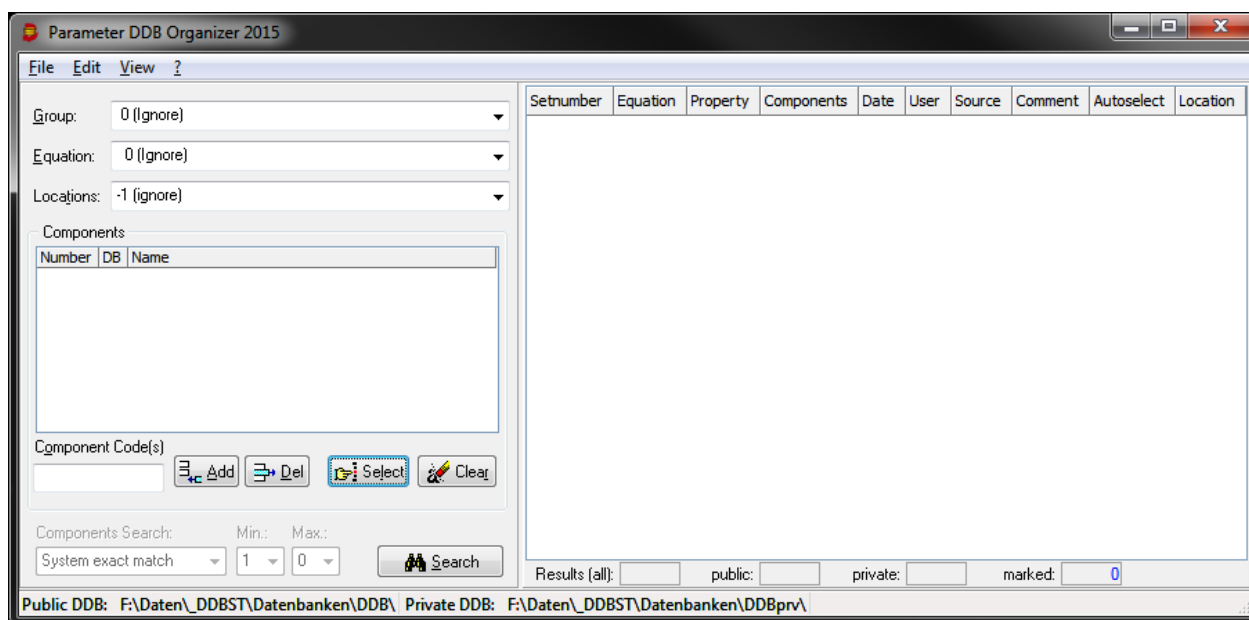 Parameter DDB Organizer 2015
File Edit View ?
Group: 0 (Ignore)
Equation: 0 (Ignore)
Locations: -1 (ignore)
Components
Number DB Name
Component Code(s)
Add Del Select Clear
Components Search: Min.: Max.:
System exact match 1 0 Search
Setnumber Equation Property Components Date User Source Comment Autoselect Location
Results (all): public: private: marked: 0
Public DDB: F:\Daten\_DDBST\Datenbanken\DDB\ Private DDB: F:\Daten\_DDBST\Datenbanken\DDBprv\